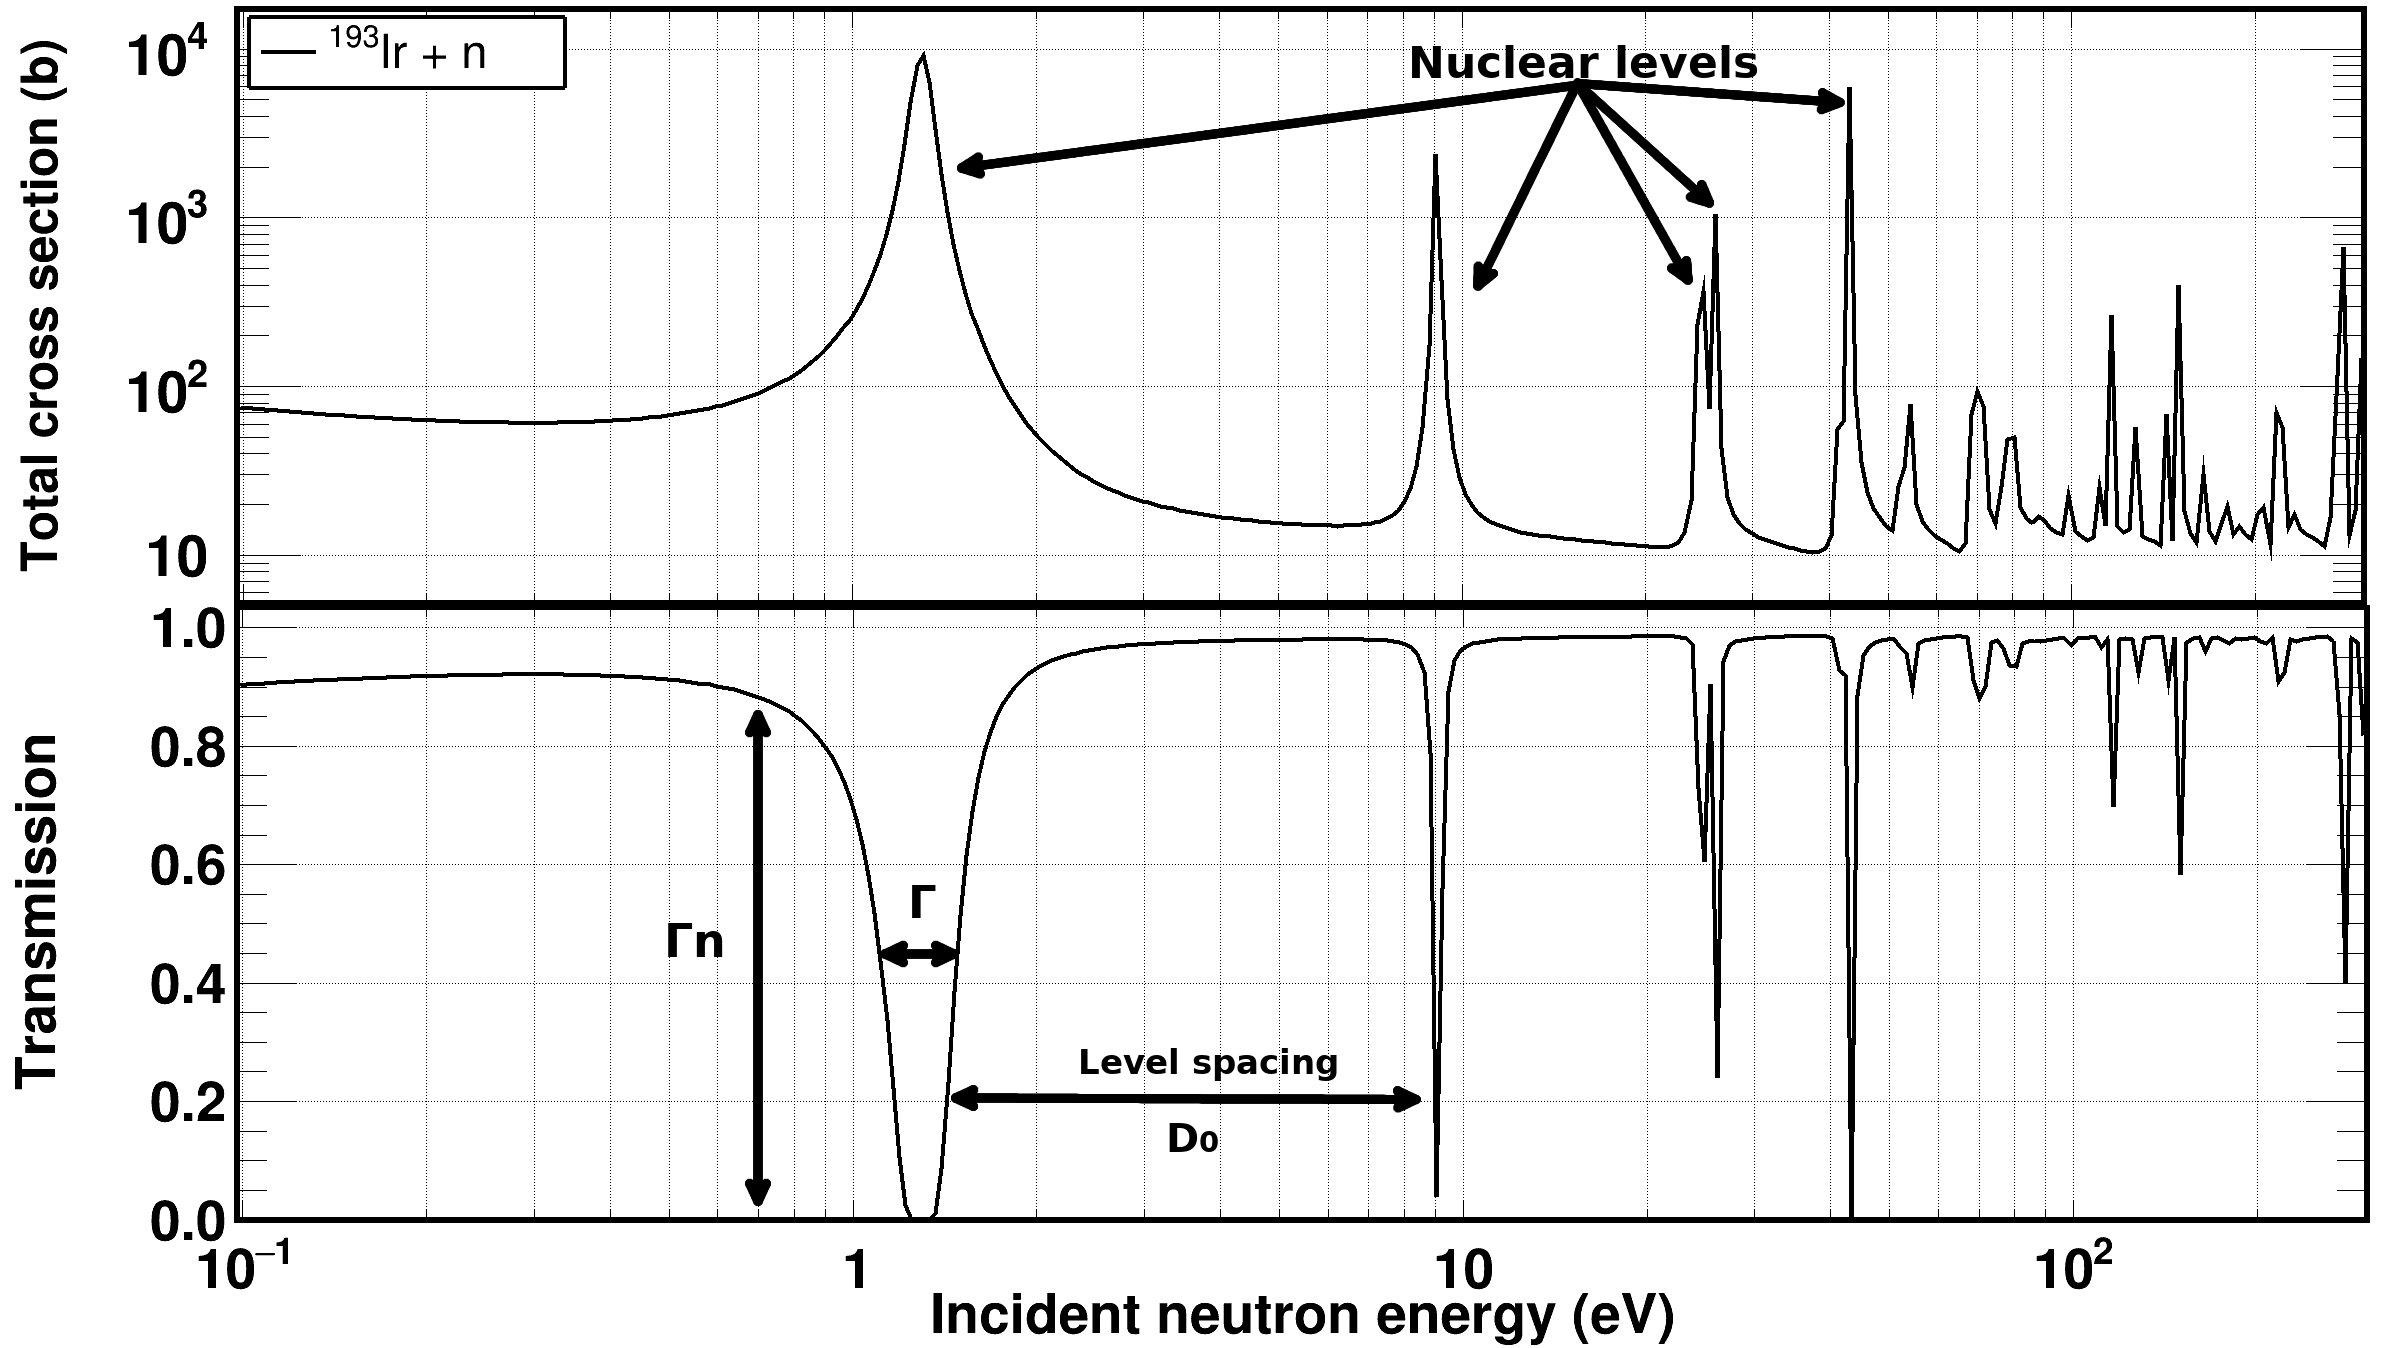 Total cross section (b)
10⁴
10³
10²
10
¹⁹³Ir + n
Nuclear levels
Transmission
1.0
0.8
0.6
0.4
0.2
0.0
Γn
Γ
Level spacing
D₀
10⁻¹
1
10
10²
Incident neutron energy (eV)